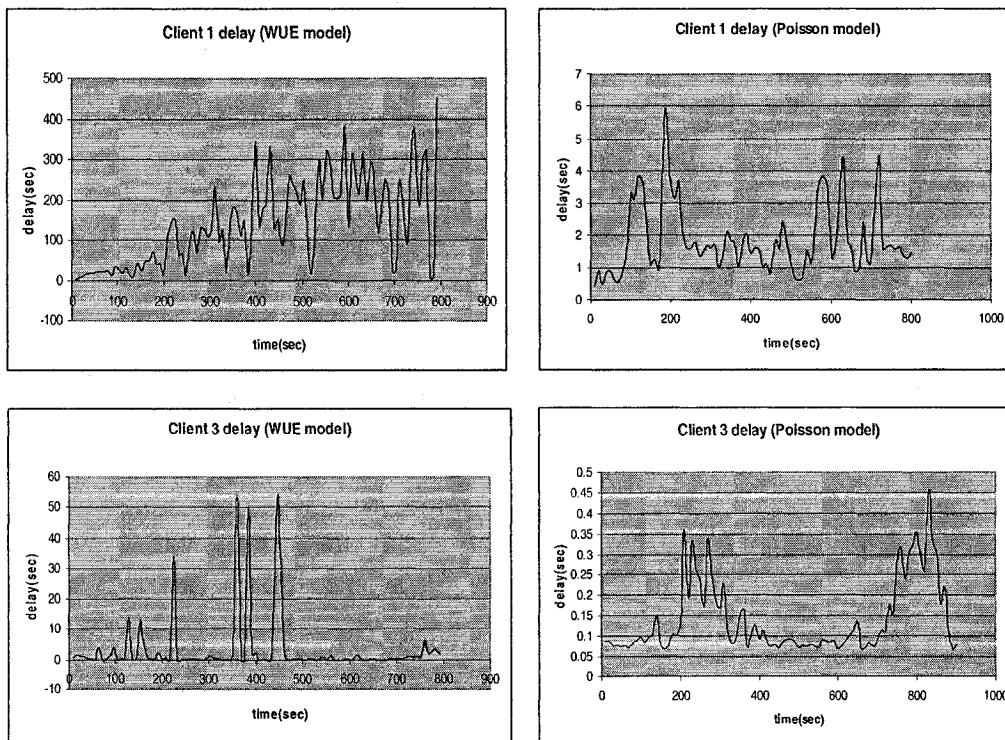 Client 1 delay (WUE model)
500
400
300
200
100
0
-100
delay(sec)
0 100 200 300 400 500 600 700 800 900
time(sec)
Client 1 delay (Poisson model)
7
6
5
4
3
2
1
0
delay(sec)
0 200 400 600 800 1000
time(sec)
Client 3 delay (WUE model)
60
50
40
30
20
10
0
-10
delay(sec)
0 100 200 300 400 500 600 700 800 900
time(sec)
Client 3 delay (Poisson model)
0.5
0.45
0.4
0.35
0.3
0.25
0.2
0.15
0.1
0.05
0
delay(sec)
0 200 400 600 800 1000
time(sec)